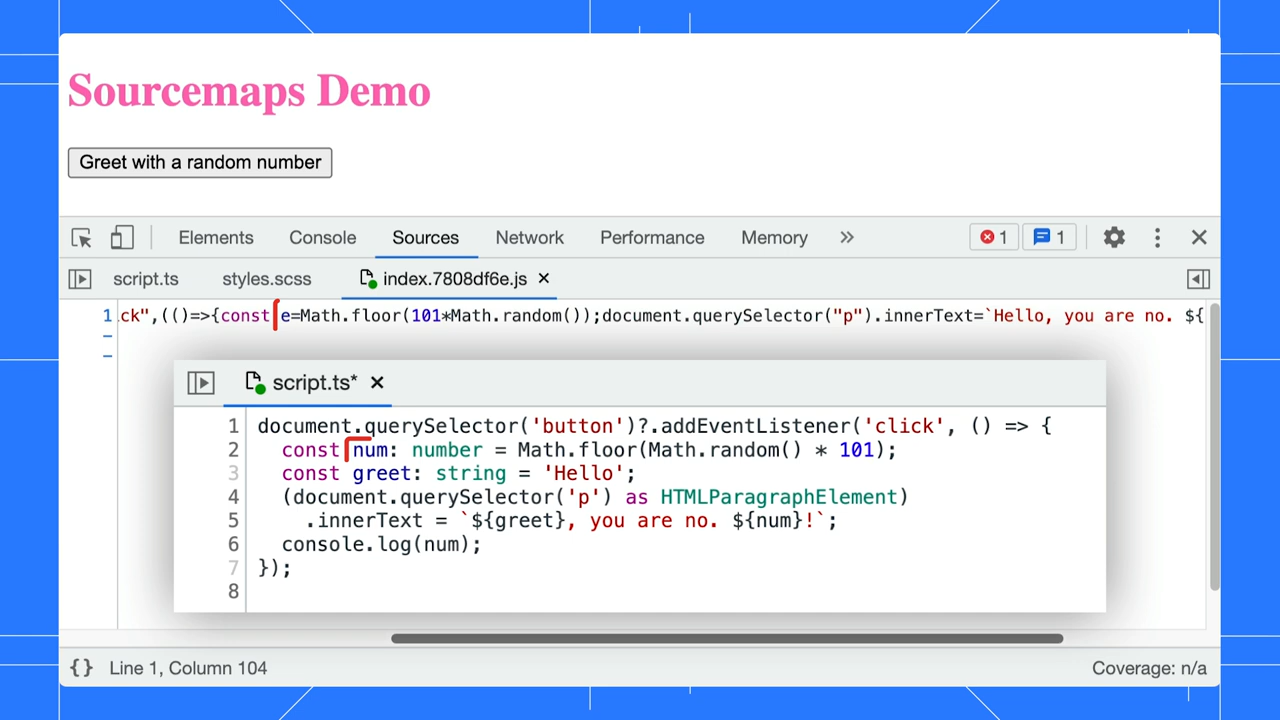 Sourcemaps Demo
Greet with a random number
Elements Console Sources Network Performance Memory » 1 1
script.ts styles.scss index.7808df6e.js ×
1 ck",(()=>{const e=Math.floor(101*Math.random());document.querySelector("p").innerText=`Hello, you are no. ${
-
-
script.ts* ×
1 document.querySelector('button')?.addEventListener('click', () => {
2 const num: number = Math.floor(Math.random() * 101);
3 const greet: string = 'Hello';
4 (document.querySelector('p') as HTMLParagraphElement)
5 .innerText = `${greet}, you are no. ${num}!`;
6 console.log(num);
7 });
8
{} Line 1, Column 104 Coverage: n/a